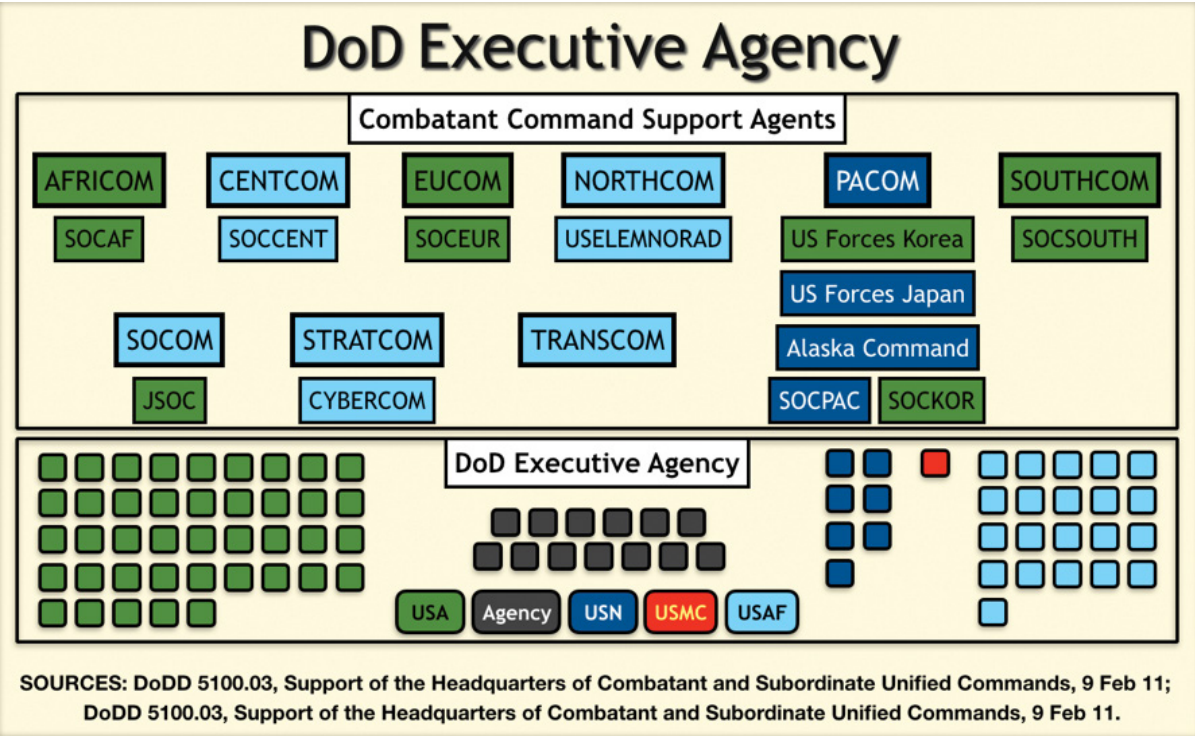 DoD Executive Agency
Combatant Command Support Agents
AFRICOM
CENTCOM
EUCOM
NORTHCOM
PACOM
SOUTHCOM
SOCAF
SOCCENT
SOCEUR
USELEMNORAD
US Forces Korea
SOCSOUTH
US Forces Japan
SOCOM
STRATCOM
TRANSCOM
Alaska Command
JSOC
CYBERCOM
SOCPAC
SOCKOR
DoD Executive Agency
USA
Agency
USN
USMC
USAF
SOURCES: DoDD 5100.03, Support of the Headquarters of Combatant and Subordinate Unified Commands, 9 Feb 11;
DoDD 5100.03, Support of the Headquarters of Combatant and Subordinate Unified Commands, 9 Feb 11.